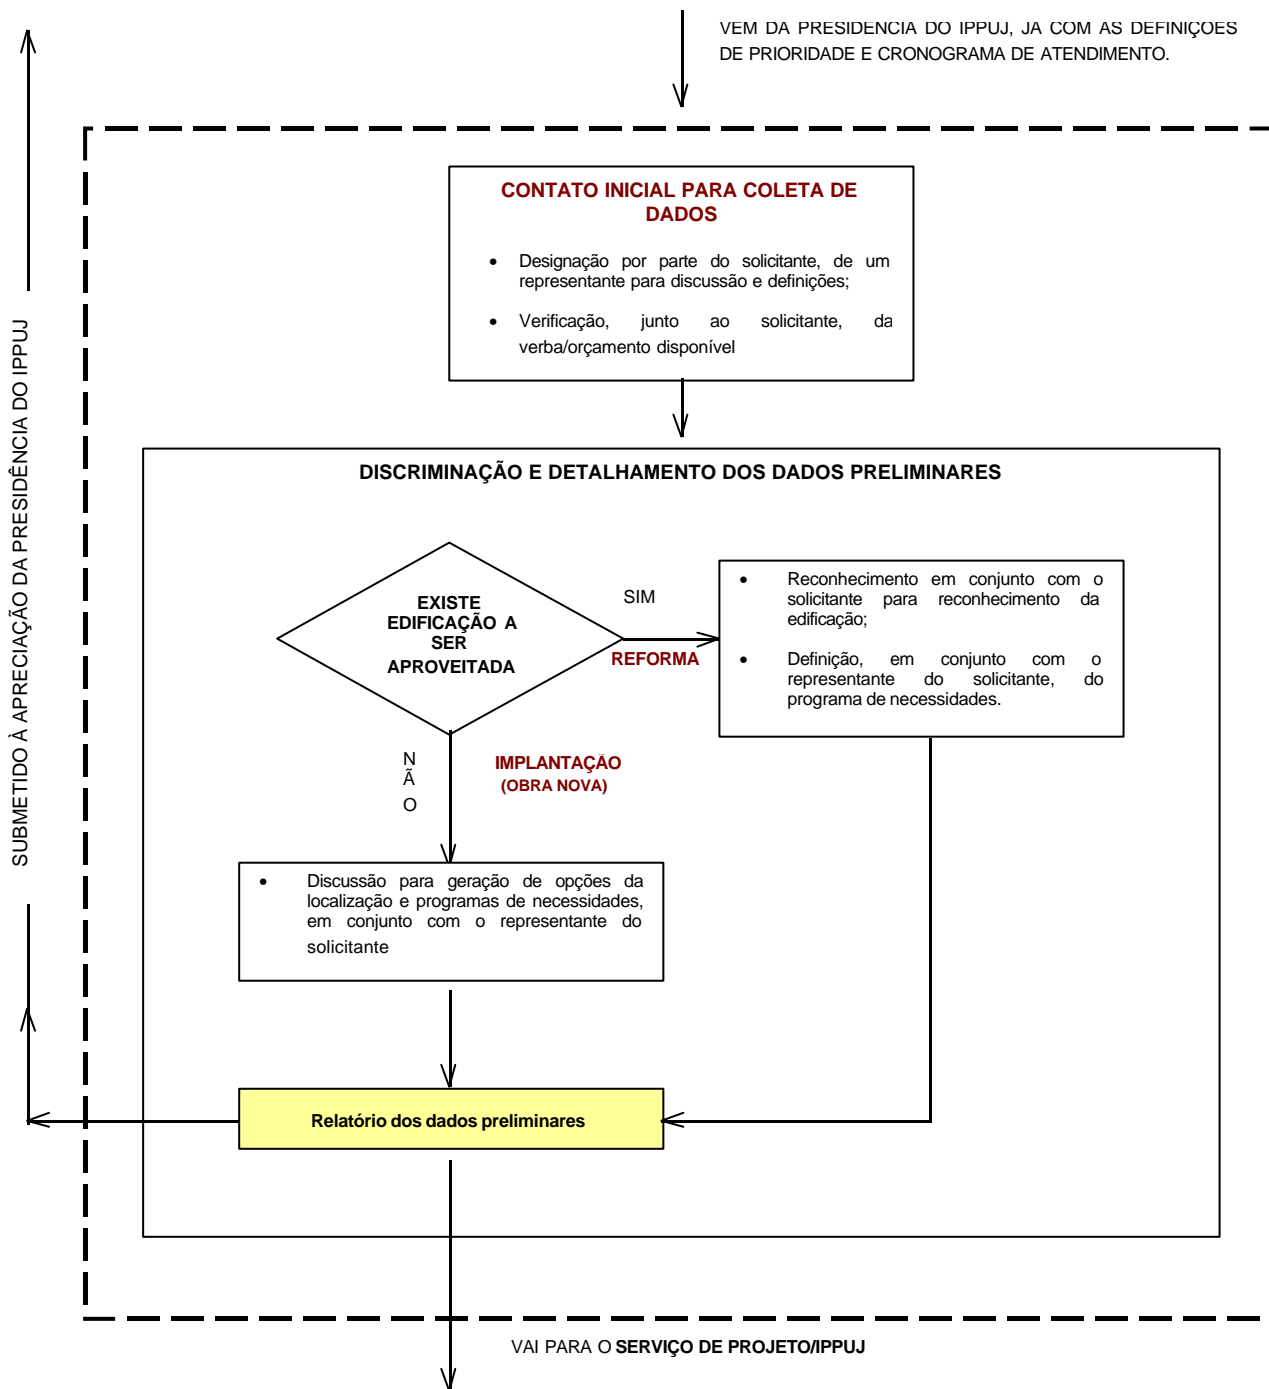 VEM DA PRESIDENCIA DO IPPUJ, JA COM AS DEFINIÇOES
DE PRIORIDADE E CRONOGRAMA DE ATENDIMENTO.
CONTATO INICIAL PARA COLETA DE
DADOS
• Designação por parte do solicitante, de um
representante para discussão e definições;
• Verificação, junto ao solicitante, da
verba/orçamento disponível
SUBMETIDO À APRECIAÇÃO DA PRESIDÊNCIA DO IPPUJ
DISCRIMINAÇÃO E DETALHAMENTO DOS DADOS PRELIMINARES
EXISTE
EDIFICAÇÃO A
SER
APROVEITADA
SIM
REFORMA
• Reconhecimento em conjunto com o
solicitante para reconhecimento da
edificação;
• Definição, em conjunto com o
representante do solicitante, do
programa de necessidades.
N
Ã
O
IMPLANTAÇÃO
(OBRA NOVA)
• Discussão para geração de opções da
localização e programas de necessidades,
em conjunto com o representante do
solicitante
Relatório dos dados preliminares
VAI PARA O SERVIÇO DE PROJETO/IPPUJ